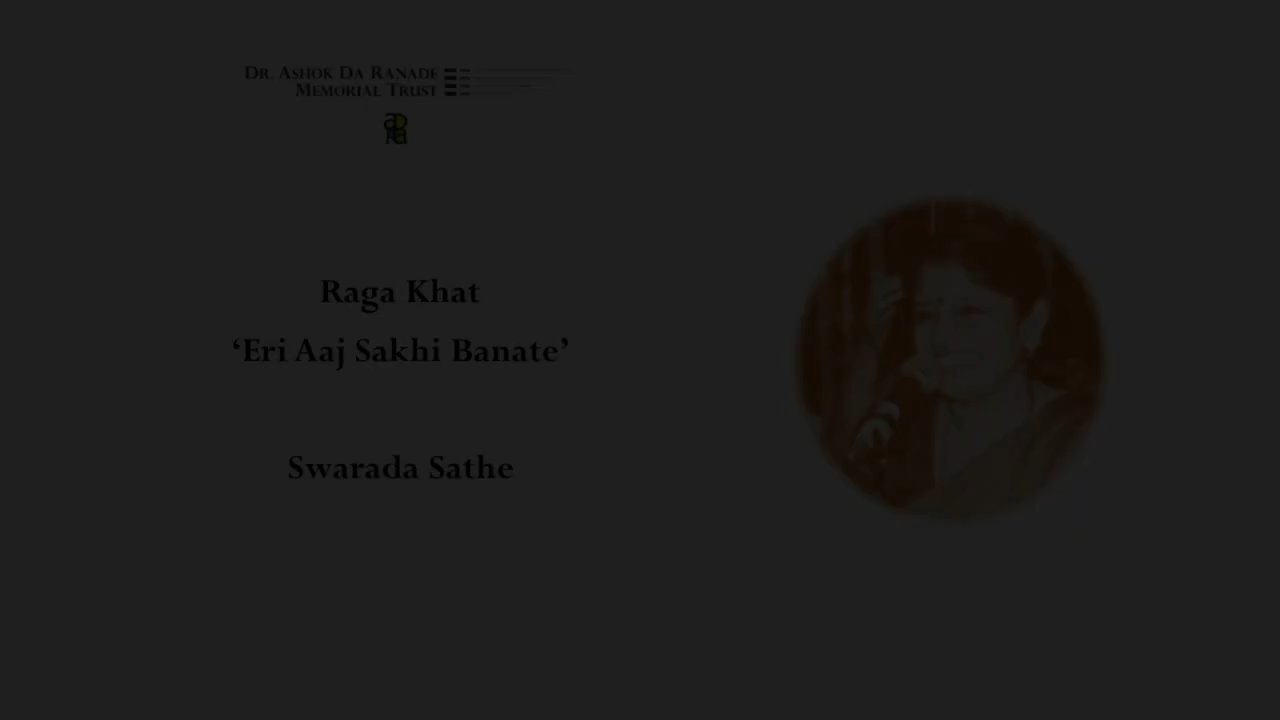 Dr. Ashok Da Ranade
Memorial Trust
Raga Khat
‘Eri Aaj Sakhi Banate’
Swarada Sathe